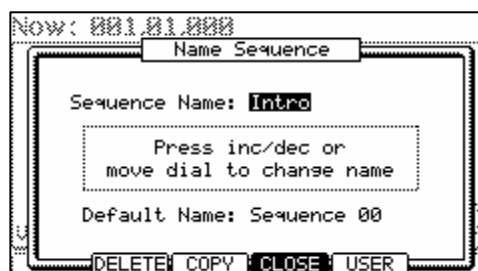 Now: 001.01.000
Name Sequence
Sequence Name: Intro
Press inc/dec or
move dial to change name
Default Name: Sequence 00
DELETE COPY CLOSE USER